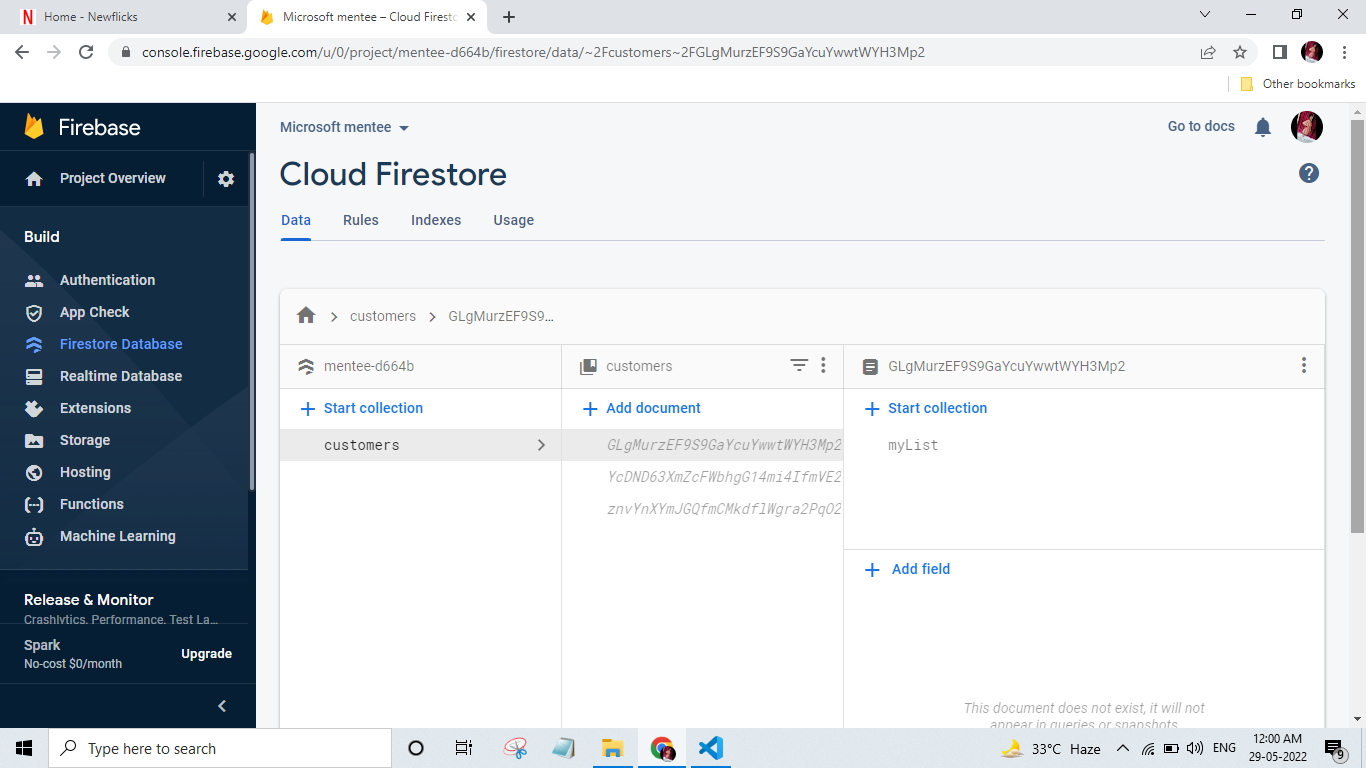 Home - Newflicks
Microsoft mentee – Cloud Firesto
console.firebase.google.com/u/0/project/mentee-d664b/firestore/data/~2Fcustomers~2FGLgMurzEF9S9GaYcuYwwtWYH3Mp2
Other bookmarks
Firebase
Project Overview
Build
Authentication
App Check
Firestore Database
Realtime Database
Extensions
Storage
Hosting
Functions
Machine Learning
Release & Monitor
Crashlytics, Performance, Test La...
Spark
No-cost $0/month
Upgrade
Microsoft mentee
Go to docs
Cloud Firestore
Data Rules Indexes Usage
customers GLgMurzEF9S9...
mentee-d664b
Start collection
customers
customers
Add document
GLgMurzEF9S9GaYcuYwwtWYH3Mp2
YcDND63XmZcFWbhgG14mi4IfmVE2
znvYnXYmJGQfmCMkdflWgra2PqO2
GLgMurzEF9S9GaYcuYwwtWYH3Mp2
Start collection
myList
Add field
This document does not exist, it will not
appear in queries or snapshots
Type here to search
33°C Haze
ENG
12:00 AM
29-05-2022
9